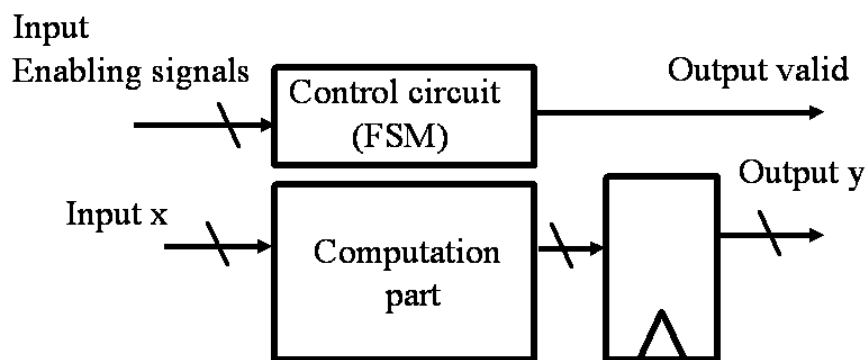 Input
Enabling signals
Control circuit
(FSM)
Output valid
Input x
Computation
part
Output y